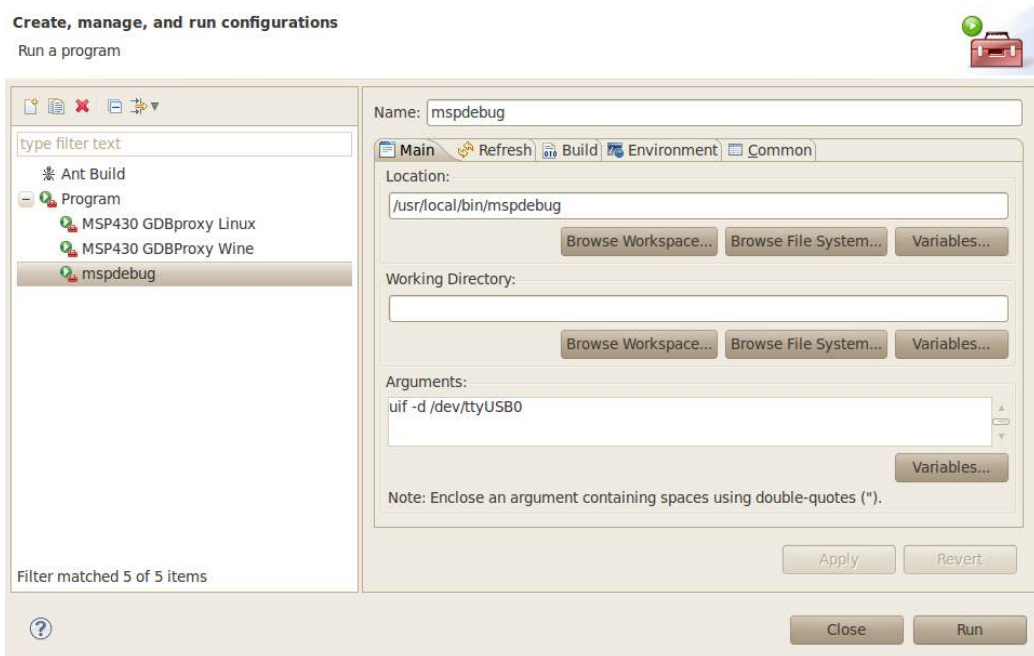 Create, manage, and run configurations
Run a program
type filter text
Ant Build
Program
MSP430 GDBproxy Linux
MSP430 GDBProxy Wine
mspdebug
Filter matched 5 of 5 items
Name: mspdebug
Main Refresh Build Environment Common
Location:
/usr/local/bin/mspdebug
Browse Workspace... Browse File System... Variables...
Working Directory:
Browse Workspace... Browse File System... Variables...
Arguments:
uif -d /dev/ttyUSB0
Variables...
Note: Enclose an argument containing spaces using double-quotes (").
Apply Revert
Close Run